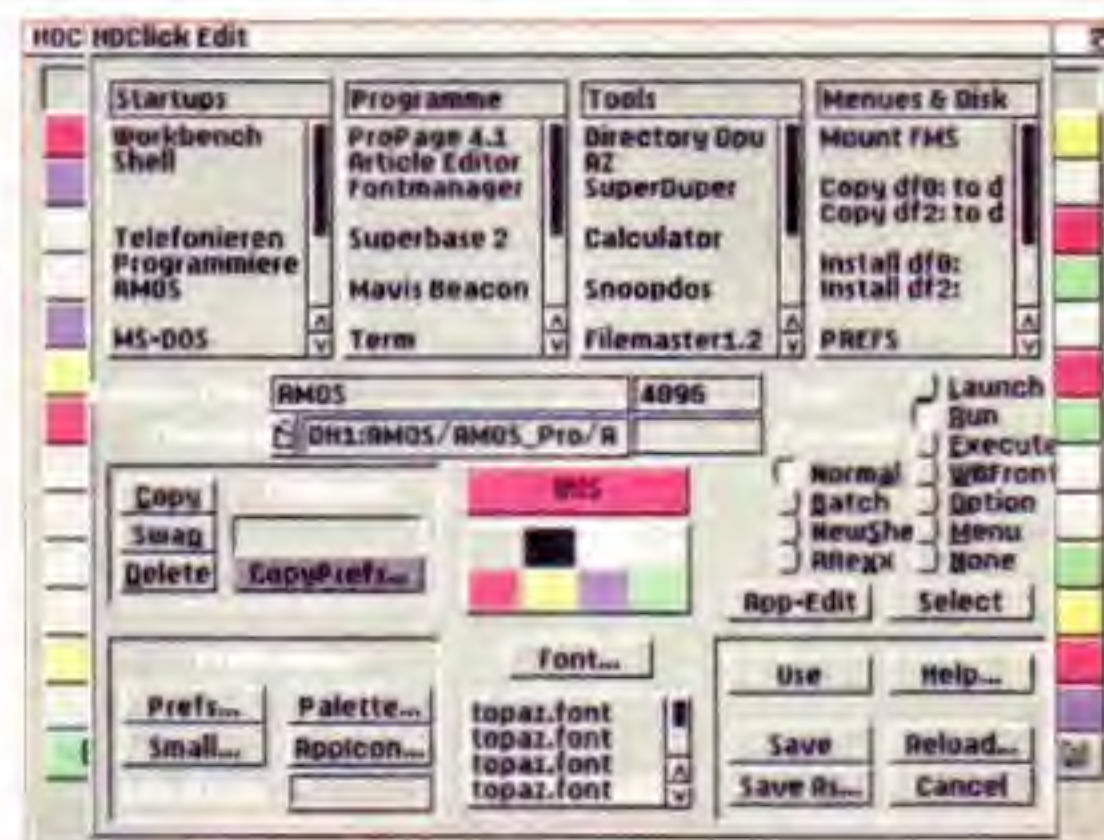 HDC HDClick Edit
Startups
Workbench
Shell
Telefonieren
Programmiere
AMOS
MS-DOS
Programme
ProPage 4.1
Article Editor
Fontmanager
Superbase 2
Mavis Beacon
Term
Tools
Directory Opu
AZ
SuperDuper
Calculator
Snoopdos
Filemaster1.2
Menues & Disk
Mount FMS
Copy df0: to d
Copy df2: to d
Install df0:
Install df2:
PREFS
AMOS
4096
DH1:AMOS/AMOS_Pro/A
Launch
Run
Execute
WBFront
Option
Menu
None
Normal
Batch
NewShe
ARexx
Copy
Swap
Delete
CopyPrefs...
App-Edit
Select
Prefs...
Palette...
Small...
AppIcon...
Font...
topaz.font
topaz.font
topaz.font
topaz.font
Use
Help...
Save
Reload...
Save As...
Cancel